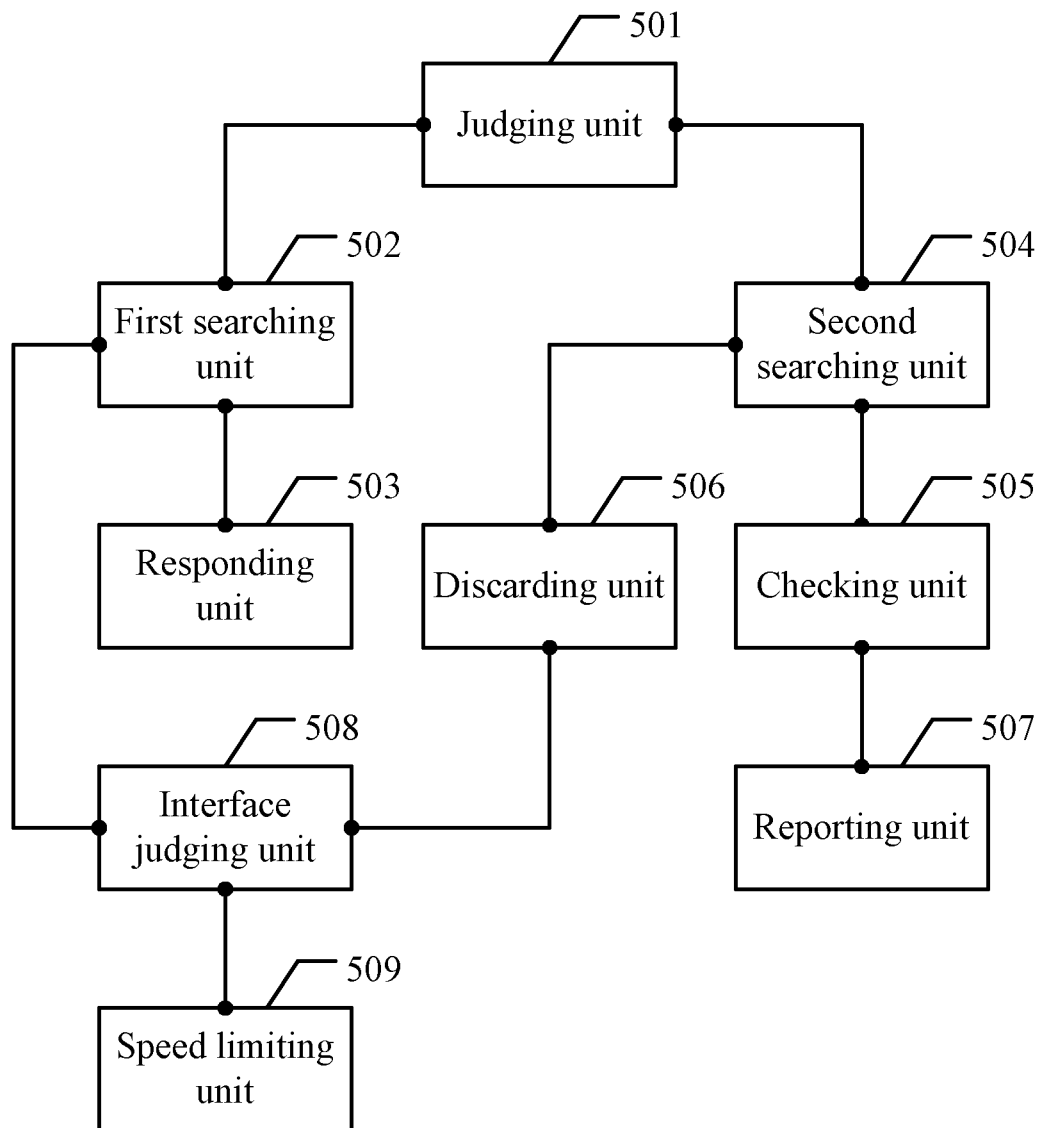 501
Judging unit
502
First searching
unit
504
Second
searching unit
503
Responding
unit
506
Discarding unit
505
Checking unit
508
Interface
judging unit
507
Reporting unit
509
Speed limiting
unit